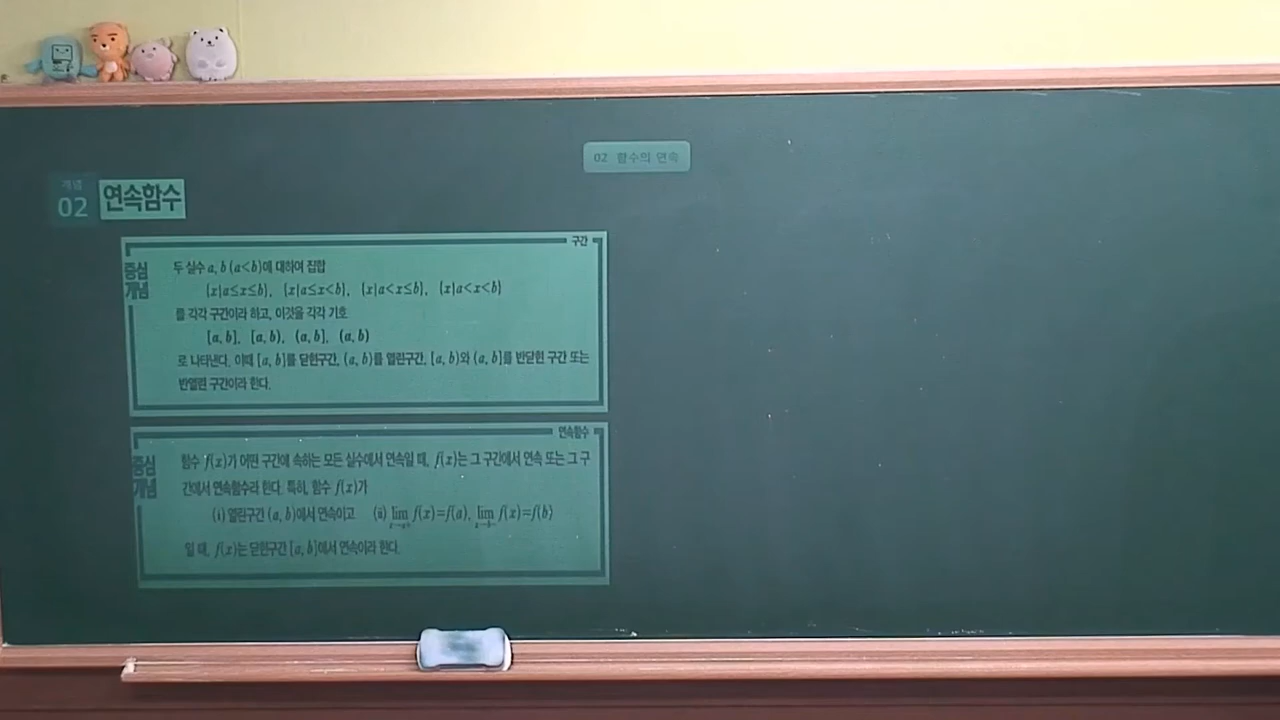 02 함수의 연속
개념
02 연속함수
구간
중심
개념
두 실수 a, b (a<b)에 대하여 집합
{x|a≤x≤b}, {x|a≤x<b}, {x|a<x≤b}, {x|a<x<b}
를 각각 구간이라 하고, 이것을 각각 기호
[a, b], [a, b), (a, b], (a, b)
로 나타낸다. 이때 [a, b]를 닫힌구간, (a, b)를 열린구간, [a, b)와 (a, b]를 반닫힌 구간 또는
반열린 구간이라 한다.
연속함수
중심
개념
함수 f(x)가 어떤 구간에 속하는 모든 실수에서 연속일 때, f(x)는 그 구간에서 연속 또는 그 구
간에서 연속함수라 한다. 특히, 함수 f(x)가
(i) 열린구간 (a, b)에서 연속이고 (ii) lim x→a+ f(x)=f(a), lim x→b- f(x)=f(b)
일 때, f(x)는 닫힌구간 [a, b]에서 연속이라 한다.